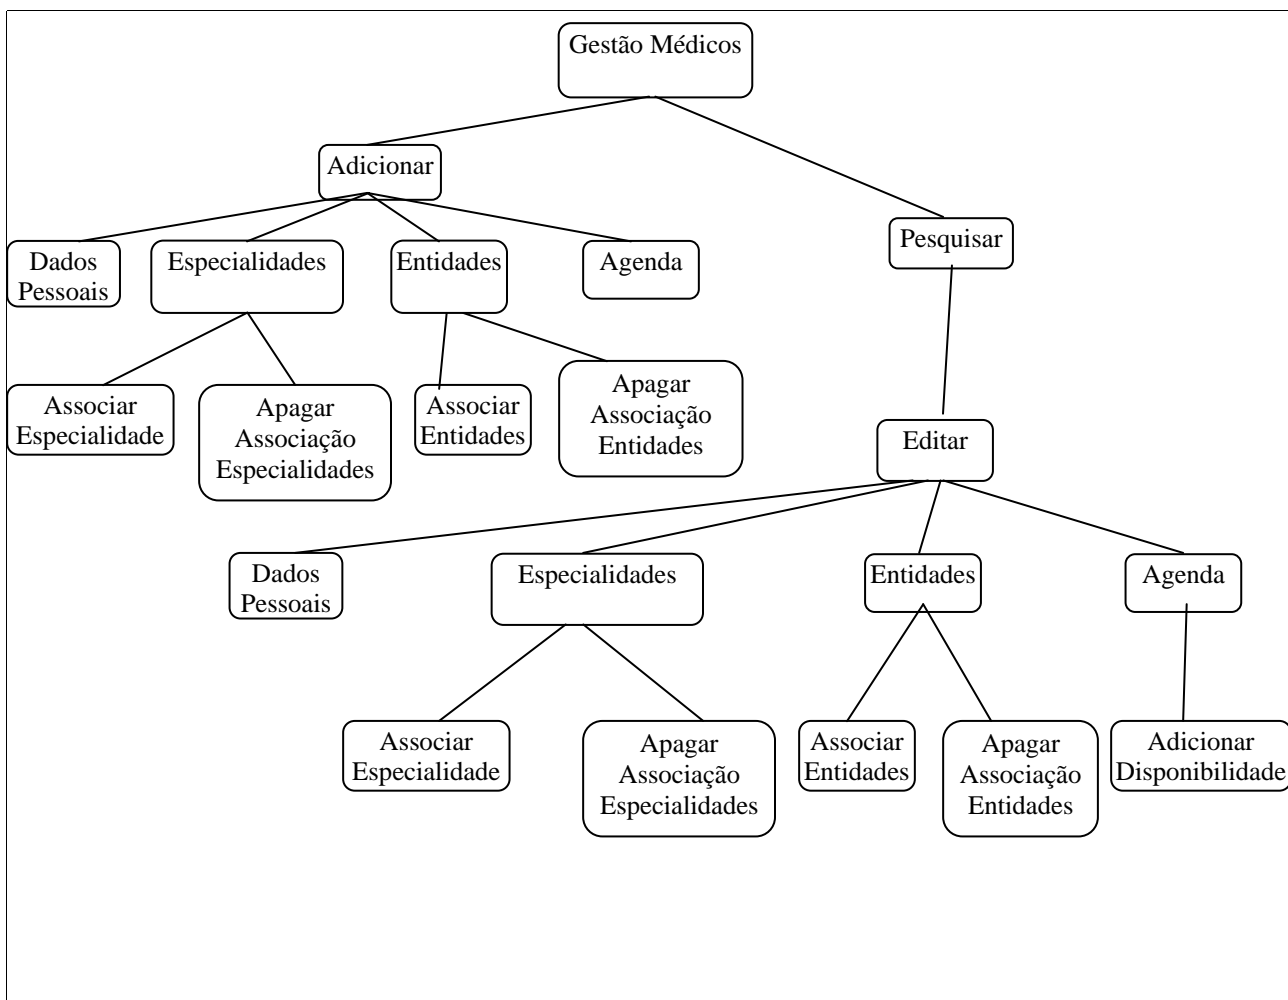 Gestão Médicos
Adicionar
Pesquisar
Dados
Pessoais
Especialidades
Entidades
Agenda
Associar
Especialidade
Apagar
Associação
Especialidades
Associar
Entidades
Apagar
Associação
Entidades
Editar
Dados
Pessoais
Especialidades
Entidades
Agenda
Associar
Especialidade
Apagar
Associação
Especialidades
Associar
Entidades
Apagar
Associação
Entidades
Adicionar
Disponibilidade